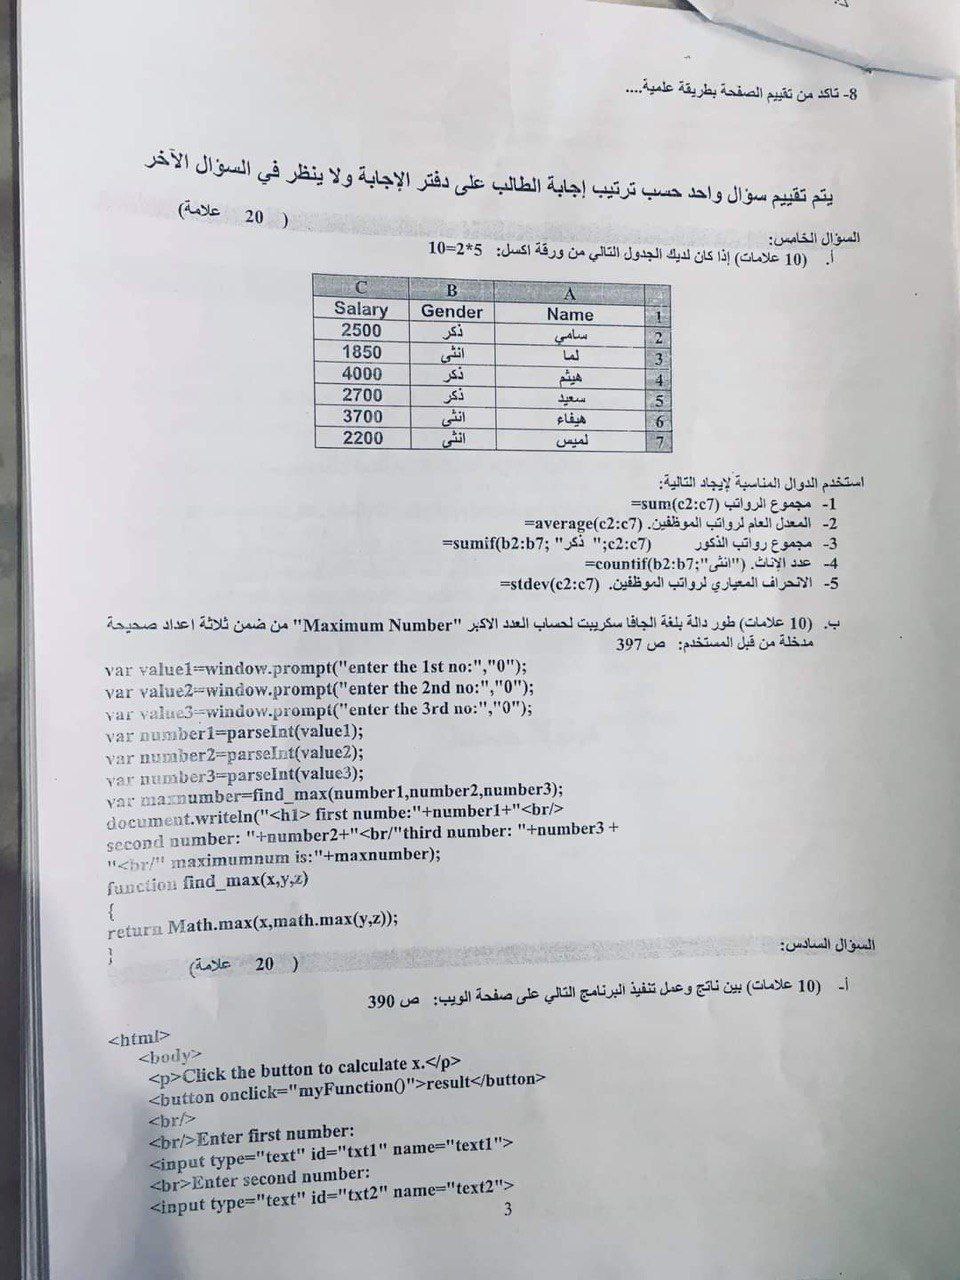 8- تاكد من تقييم الصفحة بطريقة علمية....
يتم تقييم سؤال واحد حسب ترتيب إجابة الطالب على دفتر الإجابة ولا ينظر في السؤال الآخر
السؤال الخامس: ( 20 علامة)
أ. (10 علامات) إذا كان لديك الجدول التالي من ورقة اكسل: 5*2=10
C B A
Salary Gender Name 1
2500 ذكر سامي 2
1850 انثى لما 3
4000 ذكر هيثم 4
2700 ذكر سعيد 5
3700 انثى هيفاء 6
2200 انثى لميس 7
استخدم الدوال المناسبة لإيجاد التالية:
1- مجموع الرواتب =sum(c2:c7)
2- المعدل العام لرواتب الموظفين. =average(c2:c7)
3- مجموع رواتب الذكور =sumif(b2:b7; "ذكر ";c2:c7)
4- عدد الإناث. =countif(b2:b7;"انثى")
5- الانحراف المعياري لرواتب الموظفين. =stdev(c2:c7)
ب. (10 علامات) طور دالة بلغة الجافا سكريبت لحساب العدد الاكبر "Maximum Number" من ضمن ثلاثة اعداد صحيحة
مدخلة من قبل المستخدم: ص 397
var value1=window.prompt("enter the 1st no:","0");
var value2=window.prompt("enter the 2nd no:","0");
var value3=window.prompt("enter the 3rd no:","0");
var number1=parseInt(value1);
var number2=parseInt(value2);
var number3=parseInt(value3);
var maxnumber=find_max(number1,number2,number3);
document.writeln("<h1> first numbe:"+number1+"<br/>
second number: "+number2+"<br/"third number: "+number3 +
"<br/" maximumnum is:"+maxnumber);
function find_max(x,y,z)
{
return Math.max(x,math.max(y,z));
}
السؤال السادس: ( 20 علامة)
أ- (10 علامات) بين ناتج وعمل تنفيذ البرنامج التالي على صفحة الويب: ص 390
<html>
<body>
<p>Click the button to calculate x.</p>
<button onclick="myFunction()">result</button>
<br/>
<br/>Enter first number:
<input type="text" id="txt1" name="text1">
<br>Enter second number:
<input type="text" id="txt2" name="text2">
3